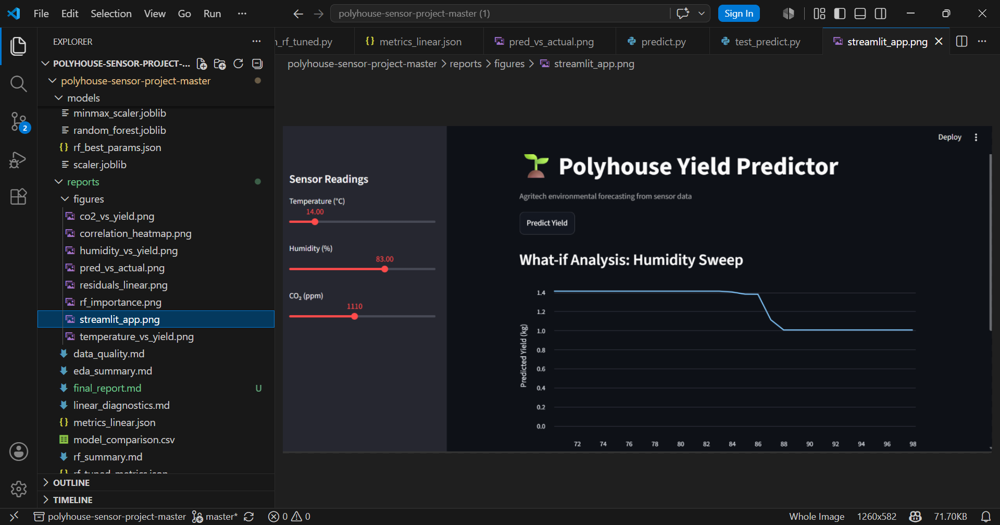 File Edit Selection View Go Run ···
polyhouse-sensor-project-master (1)
Sign In
EXPLORER
POLYHOUSE-SENSOR-PROJECT-...
polyhouse-sensor-project-master
models
minmax_scaler.joblib
random_forest.joblib
{} rf_best_params.json
scaler.joblib
reports
figures
co2_vs_yield.png
correlation_heatmap.png
humidity_vs_yield.png
pred_vs_actual.png
residuals_linear.png
rf_importance.png
streamlit_app.png
temperature_vs_yield.png
data_quality.md
eda_summary.md
final_report.md U
linear_diagnostics.md
{} metrics_linear.json
model_comparison.csv
rf_summary.md
OUTLINE
TIMELINE
2
_rf_tuned.py {} metrics_linear.json pred_vs_actual.png predict.py test_predict.py streamlit_app.png
polyhouse-sensor-project-master > reports > figures > streamlit_app.png
Deploy
Sensor Readings
Temperature (°C)
14.00
Humidity (%)
83.00
CO₂ (ppm)
1110
Polyhouse Yield Predictor
Agritech environmental forecasting from sensor data
Predict Yield
What-if Analysis: Humidity Sweep
Predicted Yield (kg)
1.4
1.2
1.0
0.8
0.6
0.4
0.2
0.0
72 74 76 78 80 82 84 86 88 90 92 94 96 98
polyhouse-sensor-project-master master* 0 0
Whole Image 1260x582 71.70KB